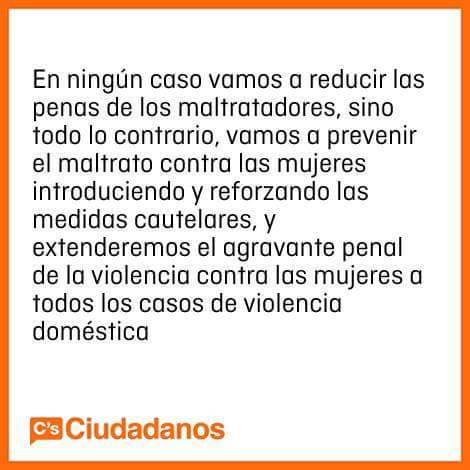 En ningún caso vamos a reducir las
penas de los maltratadores, sino
todo lo contrario, vamos a prevenir
el maltrato contra las mujeres
introduciendo y reforzando las
medidas cautelares, y
extenderemos el agravante penal
de la violencia contra las mujeres a
todos los casos de violencia
doméstica
C's Ciudadanos